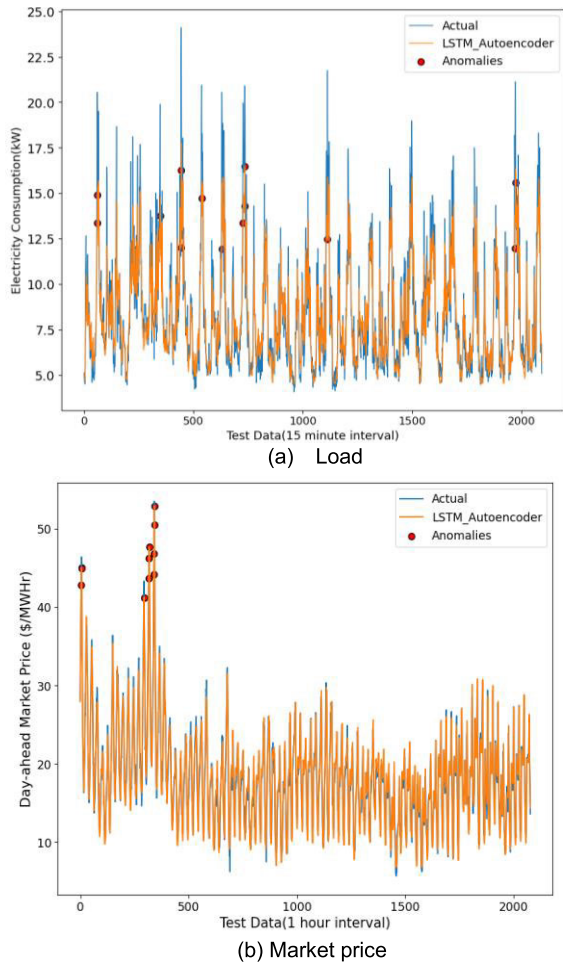 25.0
22.5
20.0
17.5
15.0
12.5
10.0
7.5
5.0
Electricity Consumption(kW)
Actual
LSTM_Autoencoder
Anomalies
0
500
1000
1500
2000
Test Data(15 minute interval)
(a) Load
50
40
30
20
10
Day-ahead Market Price ($/MWHr)
Actual
LSTM_Autoencoder
Anomalies
0
500
1000
1500
2000
Test Data(1 hour interval)
(b) Market price